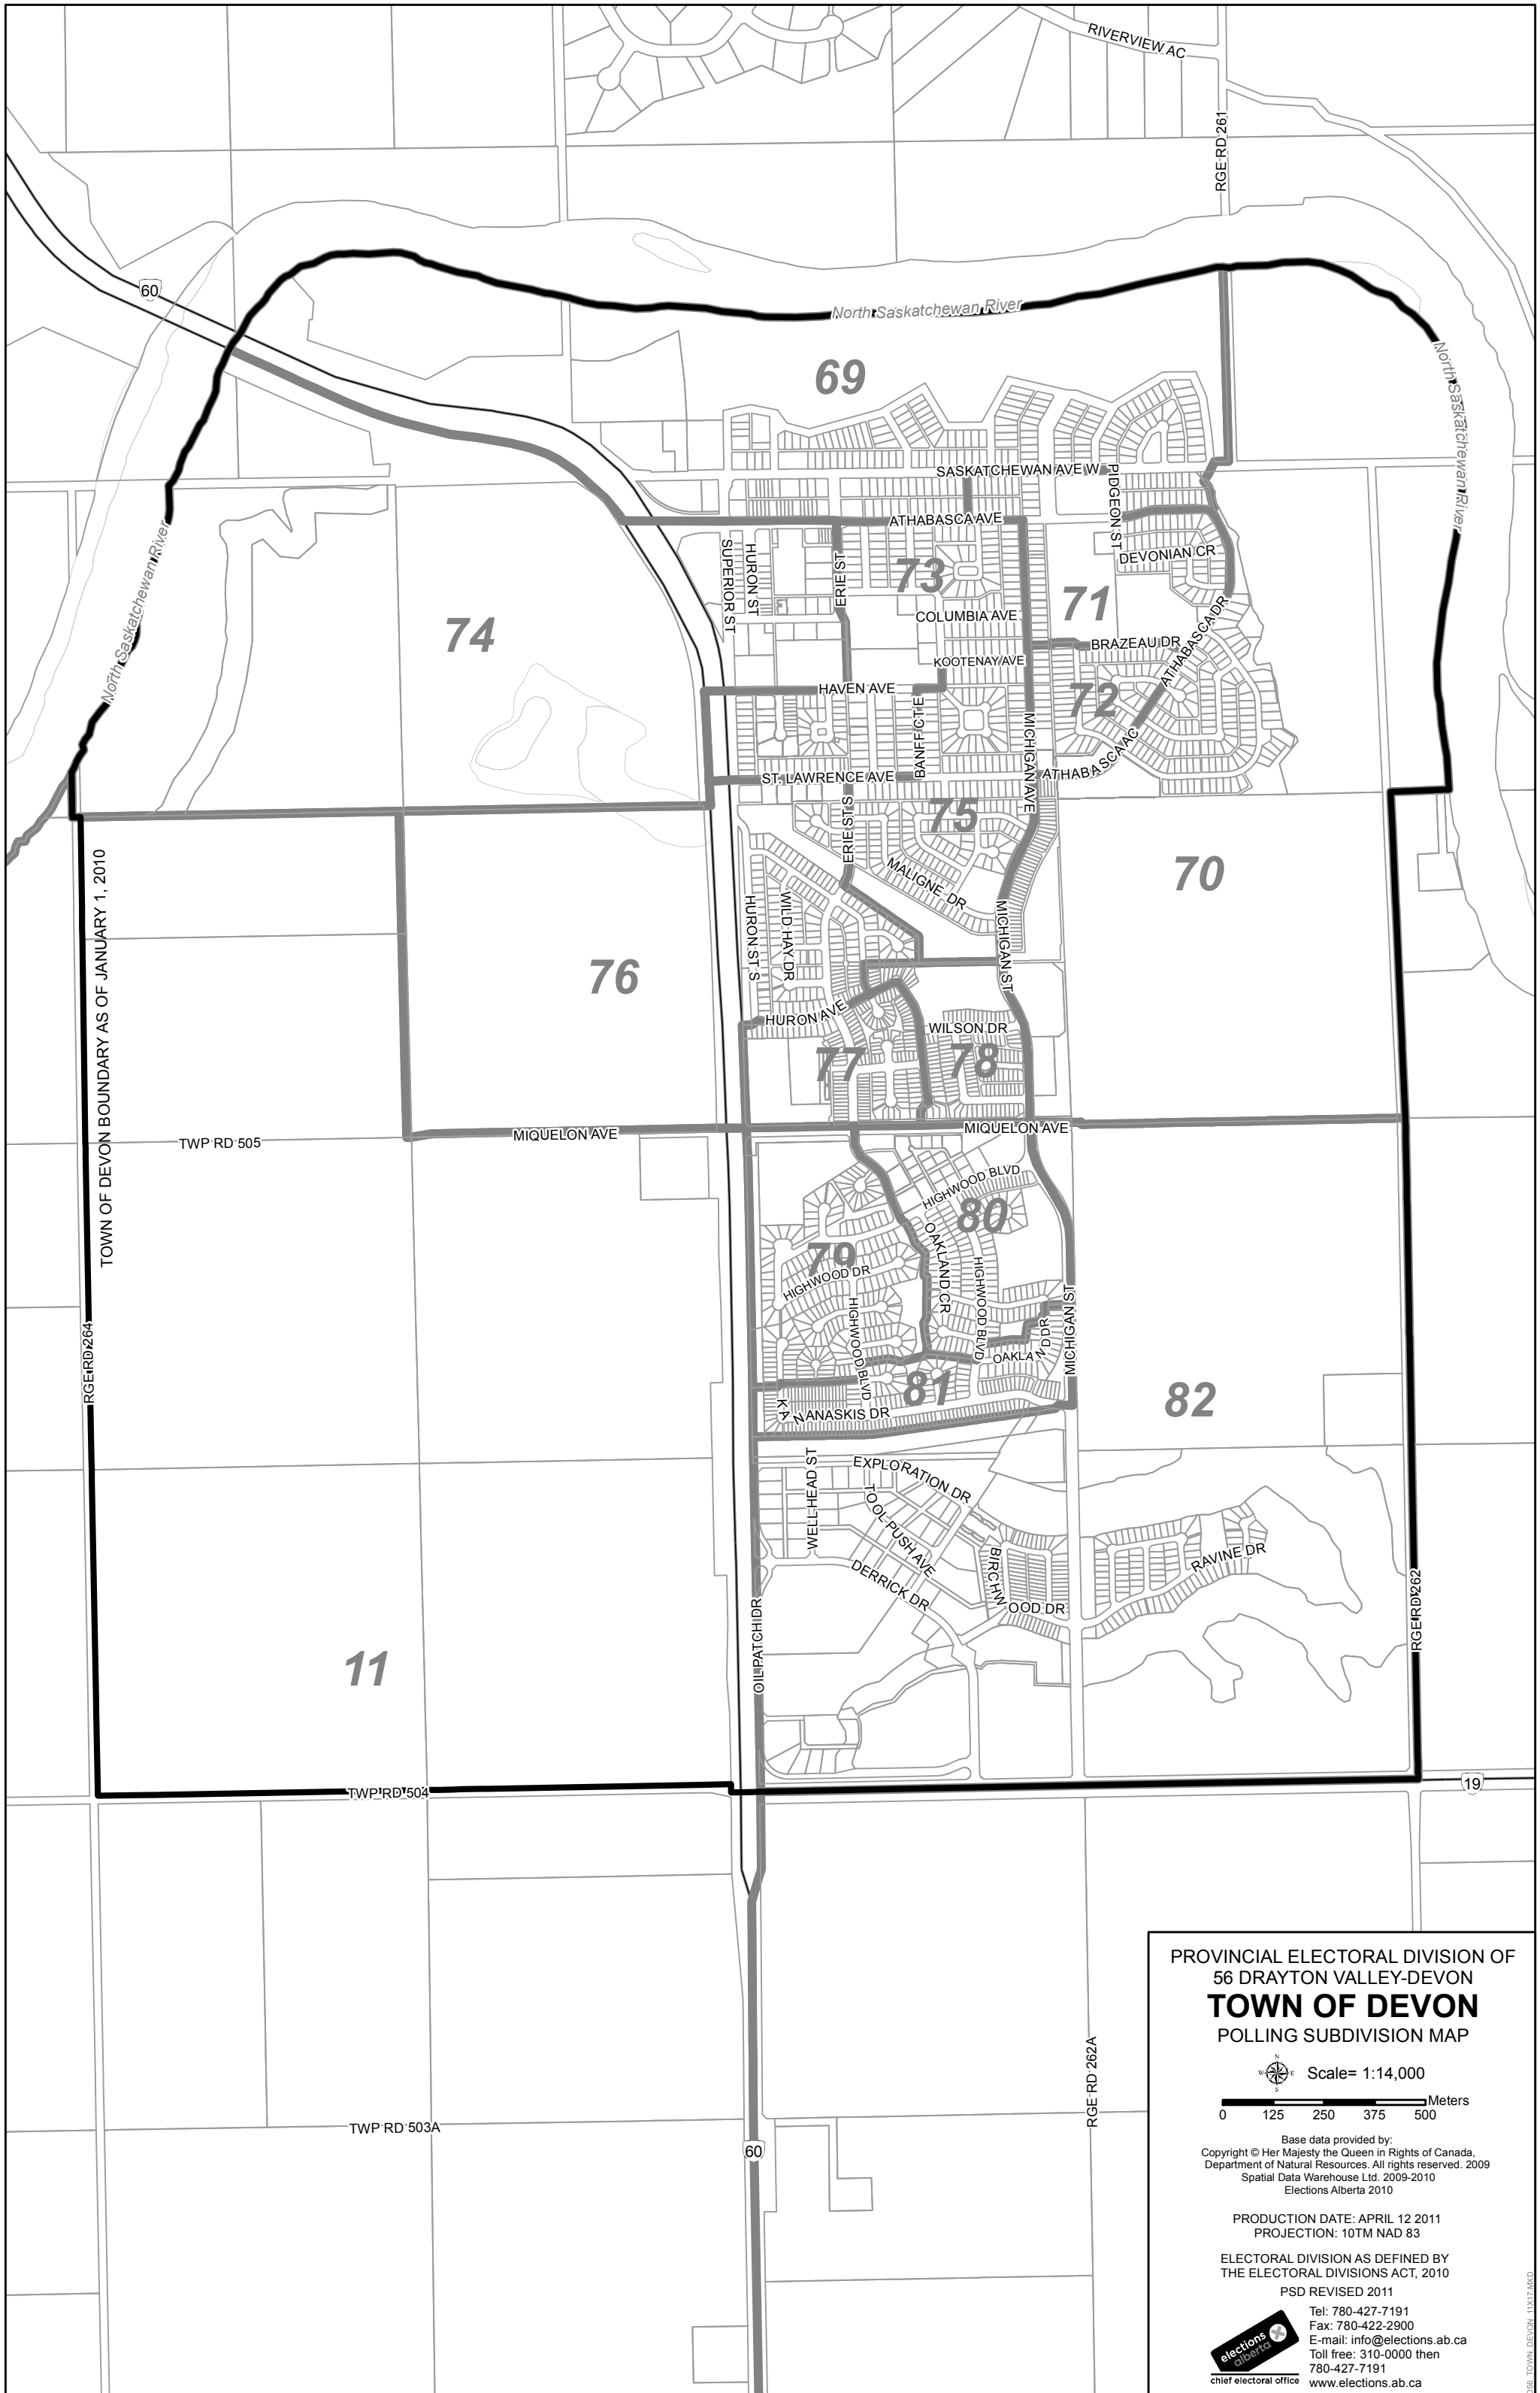 RIVERVIEW AC
RGE RD 261
60
North Saskatchewan River
North Saskatchewan River
69
SASKATCHEWAN AVE W
PIDGEON ST
ATHABASCA AVE
North Saskatchewan River
SUPERIOR ST
HURON ST
ERIE ST
73
DEVONIAN CR
71
COLUMBIA AVE
74
BRAZEAU DR
ATHABASCA DR
KOOTENAY AVE
HAVEN AVE
72
BANFF CT E
MICHIGAN AVE
ATHABASCA AC
ST. LAWRENCE AVE
75
ERIE ST S
MALIGNE DR
70
TOWN OF DEVON BOUNDARY AS OF JANUARY 1, 2010
HURON ST S
WILD HAY DR
MICHIGAN ST
76
HURON AVE
WILSON DR
77
78
TWP RD 505
MIQUELON AVE
MIQUELON AVE
HIGHWOOD BLVD
80
OAKLAND CR
79
HIGHWOOD DR
HIGHWOOD BLVD
HIGHWOOD BLVD
MICHIGAN ST
RGE RD 264
OAKLAND DR
81
82
KANANASKIS DR
WELL HEAD ST
EXPLORATION DR
TOOL PUSH AVE
DERRICK DR
BIRCHWOOD DR
RAVINE DR
OIL PATCH DR
RGE RD 262
11
TWP RD 504
19
RGE RD 262A
TWP RD 503A
60
PROVINCIAL ELECTORAL DIVISION OF
56 DRAYTON VALLEY-DEVON
TOWN OF DEVON
POLLING SUBDIVISION MAP
N
W E
S
Scale= 1:14,000
Meters
0 125 250 375 500
Base data provided by:
Copyright © Her Majesty the Queen in Rights of Canada,
Department of Natural Resources. All rights reserved. 2009
Spatial Data Warehouse Ltd. 2009-2010
Elections Alberta 2010
PRODUCTION DATE: APRIL 12 2011
PROJECTION: 10TM NAD 83
ELECTORAL DIVISION AS DEFINED BY
THE ELECTORAL DIVISIONS ACT, 2010
PSD REVISED 2011
elections
alberta
chief electoral office
Tel: 780-427-7191
Fax: 780-422-2900
E-mail: info@elections.ab.ca
Toll free: 310-0000 then
780-427-7191
www.elections.ab.ca
TOWN DEVON 11X17 MXD